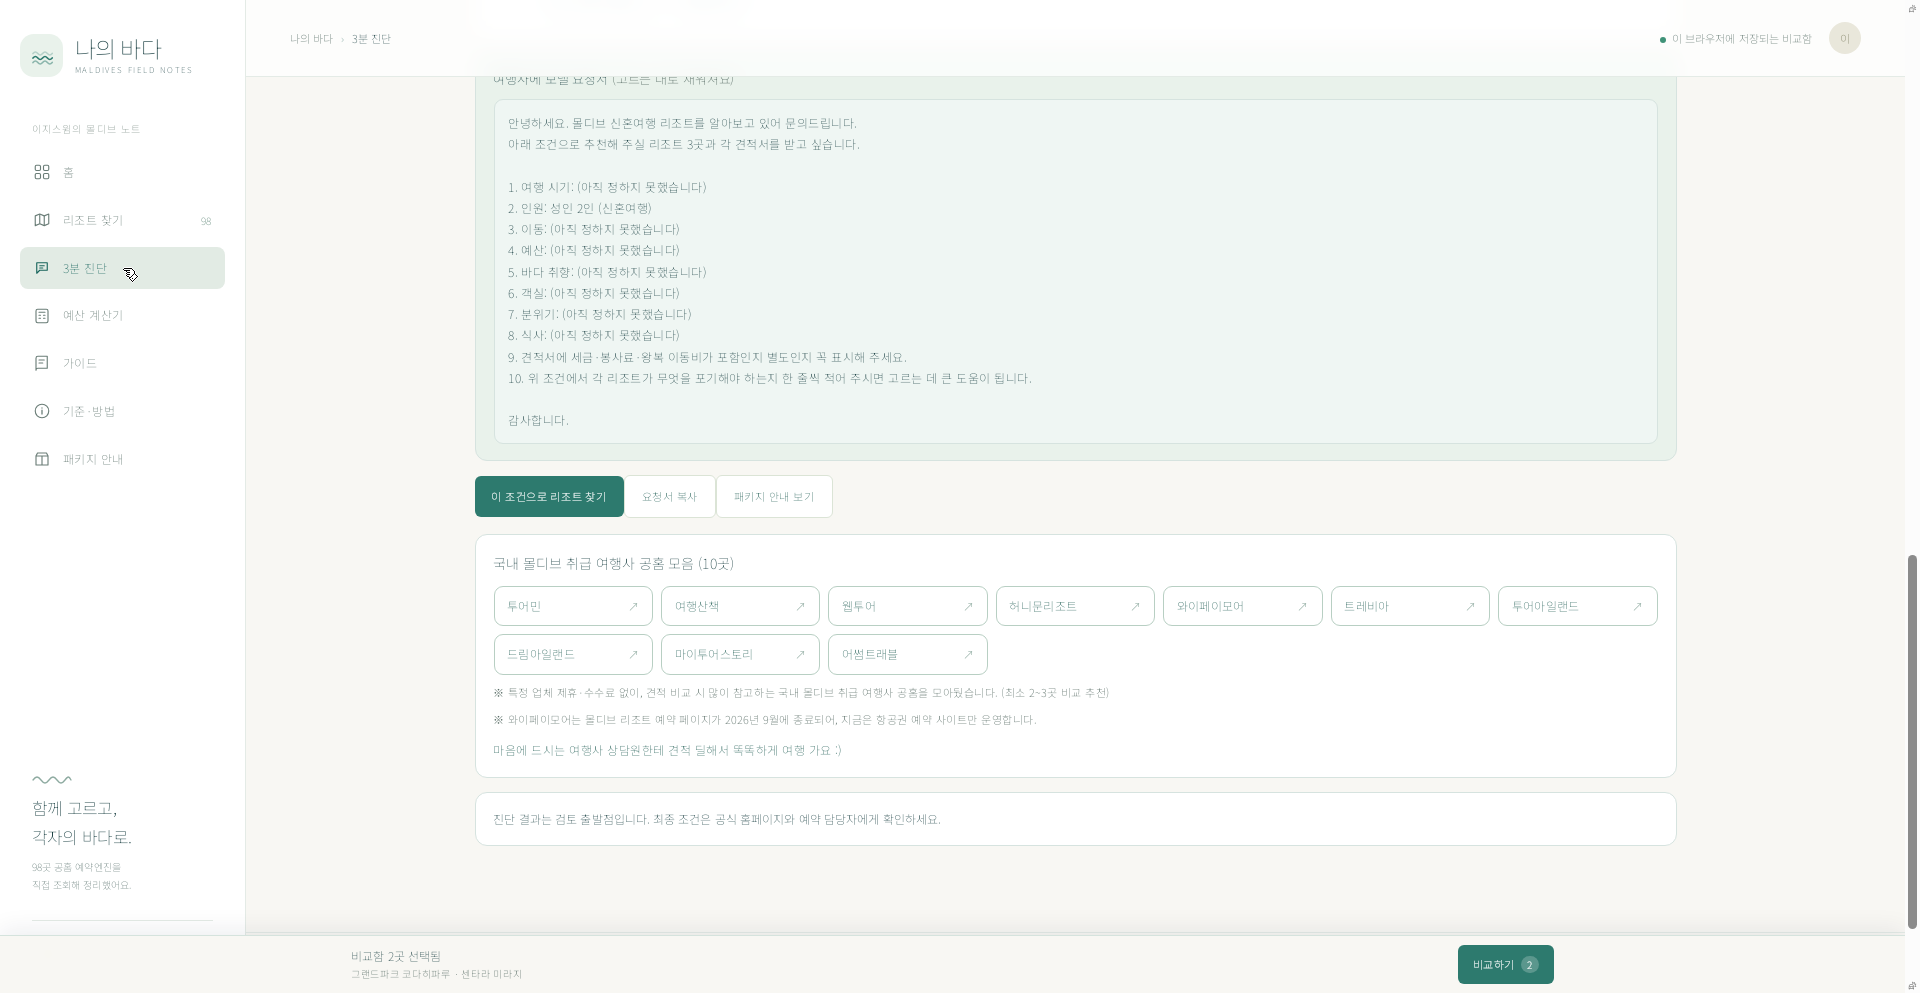 나의 바다
MALDIVES FIELD NOTES
이지스윔의 몰디브 노트
홈
리조트 찾기 98
3분 진단
예산 계산기
가이드
기준·방법
패키지 안내
함께 고르고,
각자의 바다로.
98곳 공홈 예약엔진을
직접 조회해 정리했어요.
나의 바다 › 3분 진단
이 브라우저에 저장되는 비교함 이
여행사에 보낼 요청서 (고르는 대로 채워져요)
안녕하세요. 몰디브 신혼여행 리조트를 알아보고 있어 문의드립니다.
아래 조건으로 추천해 주실 리조트 3곳과 각 견적서를 받고 싶습니다.
1. 여행 시기: (아직 정하지 못했습니다)
2. 인원: 성인 2인 (신혼여행)
3. 이동: (아직 정하지 못했습니다)
4. 예산: (아직 정하지 못했습니다)
5. 바다 취향: (아직 정하지 못했습니다)
6. 객실: (아직 정하지 못했습니다)
7. 분위기: (아직 정하지 못했습니다)
8. 식사: (아직 정하지 못했습니다)
9. 견적서에 세금·봉사료·왕복 이동비가 포함인지 별도인지 꼭 표시해 주세요.
10. 위 조건에서 각 리조트가 무엇을 포기해야 하는지 한 줄씩 적어 주시면 고르는 데 큰 도움이 됩니다.
감사합니다.
이 조건으로 리조트 찾기 요청서 복사 패키지 안내 보기
국내 몰디브 취급 여행사 공홈 모음 (10곳)
투어민 ↗ 여행산책 ↗ 웹투어 ↗ 허니문리조트 ↗ 와이페이모어 ↗ 트레비아 ↗ 투어아일랜드 ↗
드림아일랜드 ↗ 마이투어스토리 ↗ 어썸트래블 ↗
※ 특정 업체 제휴·수수료 없이, 견적 비교 시 많이 참고하는 국내 몰디브 취급 여행사 공홈을 모아뒀습니다. (최소 2~3곳 비교 추천)
※ 와이페이모어는 몰디브 리조트 예약 페이지가 2026년 9월에 종료되어, 지금은 항공권 예약 사이트만 운영합니다.
마음에 드시는 여행사 상담원한테 견적 딜해서 똑똑하게 여행 가요 :)
진단 결과는 검토 출발점입니다. 최종 조건은 공식 홈페이지와 예약 담당자에게 확인하세요.
비교함 2곳 선택됨
그랜드파크 코다히파루 · 센타라 미라지
비교하기 2